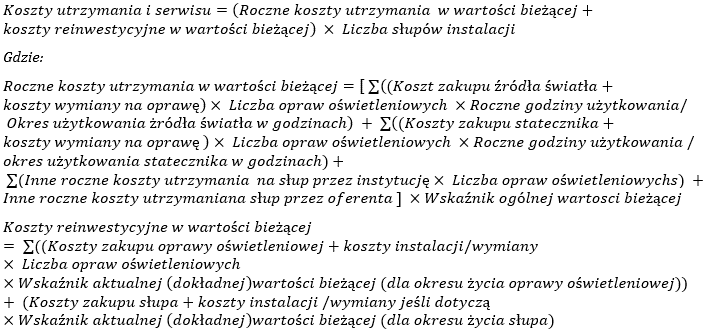 Koszty utrzymania i serwisu = (Roczne koszty utrzymania w wartości bieżącej +
koszty reinwestycyjne w wartości bieżącej) × Liczba słupów instalacji
Gdzie:
Roczne koszty utrzymania w wartości bieżącej = [ ∑((Koszt zakupu źródła światła +
koszty wymiany na oprawę) × Liczba opraw oświetleniowych × Roczne godziny użytkowania/
Okres użytkowania żródła światła w godzinach) + ∑((Koszty zakupu statecznika +
koszty wymiany na oprawę ) × Liczba opraw oświetleniowych × Roczne godziny użytkowania /
okres użytkowania statecznika w godzinach) +
∑(Inne roczne koszty utrzymania na słup przez instytucję × Liczba opraw oświetleniowychs) +
Inne roczne koszty utrzymaniana słup przez oferenta ] × Wskaźnik ogólnej wartosci bieżącej
Koszty reinwestycyjne w wartości bieżącej
= ∑((Koszty zakupu oprawy oświetleniowej + koszty instalacji/wymiany
× Liczba opraw oświetleniowych
× Wskaźnik aktualnej (dokładnej)wartości bieżącej (dla okresu życia oprawy oświetleniowej))
+ (Koszty zakupu słupa + koszty instalacji /wymiany jeśli dotyczą
× Wskaźnik aktualnej (dokładnej)wartości bieżącej (dla okresu życia słupa)